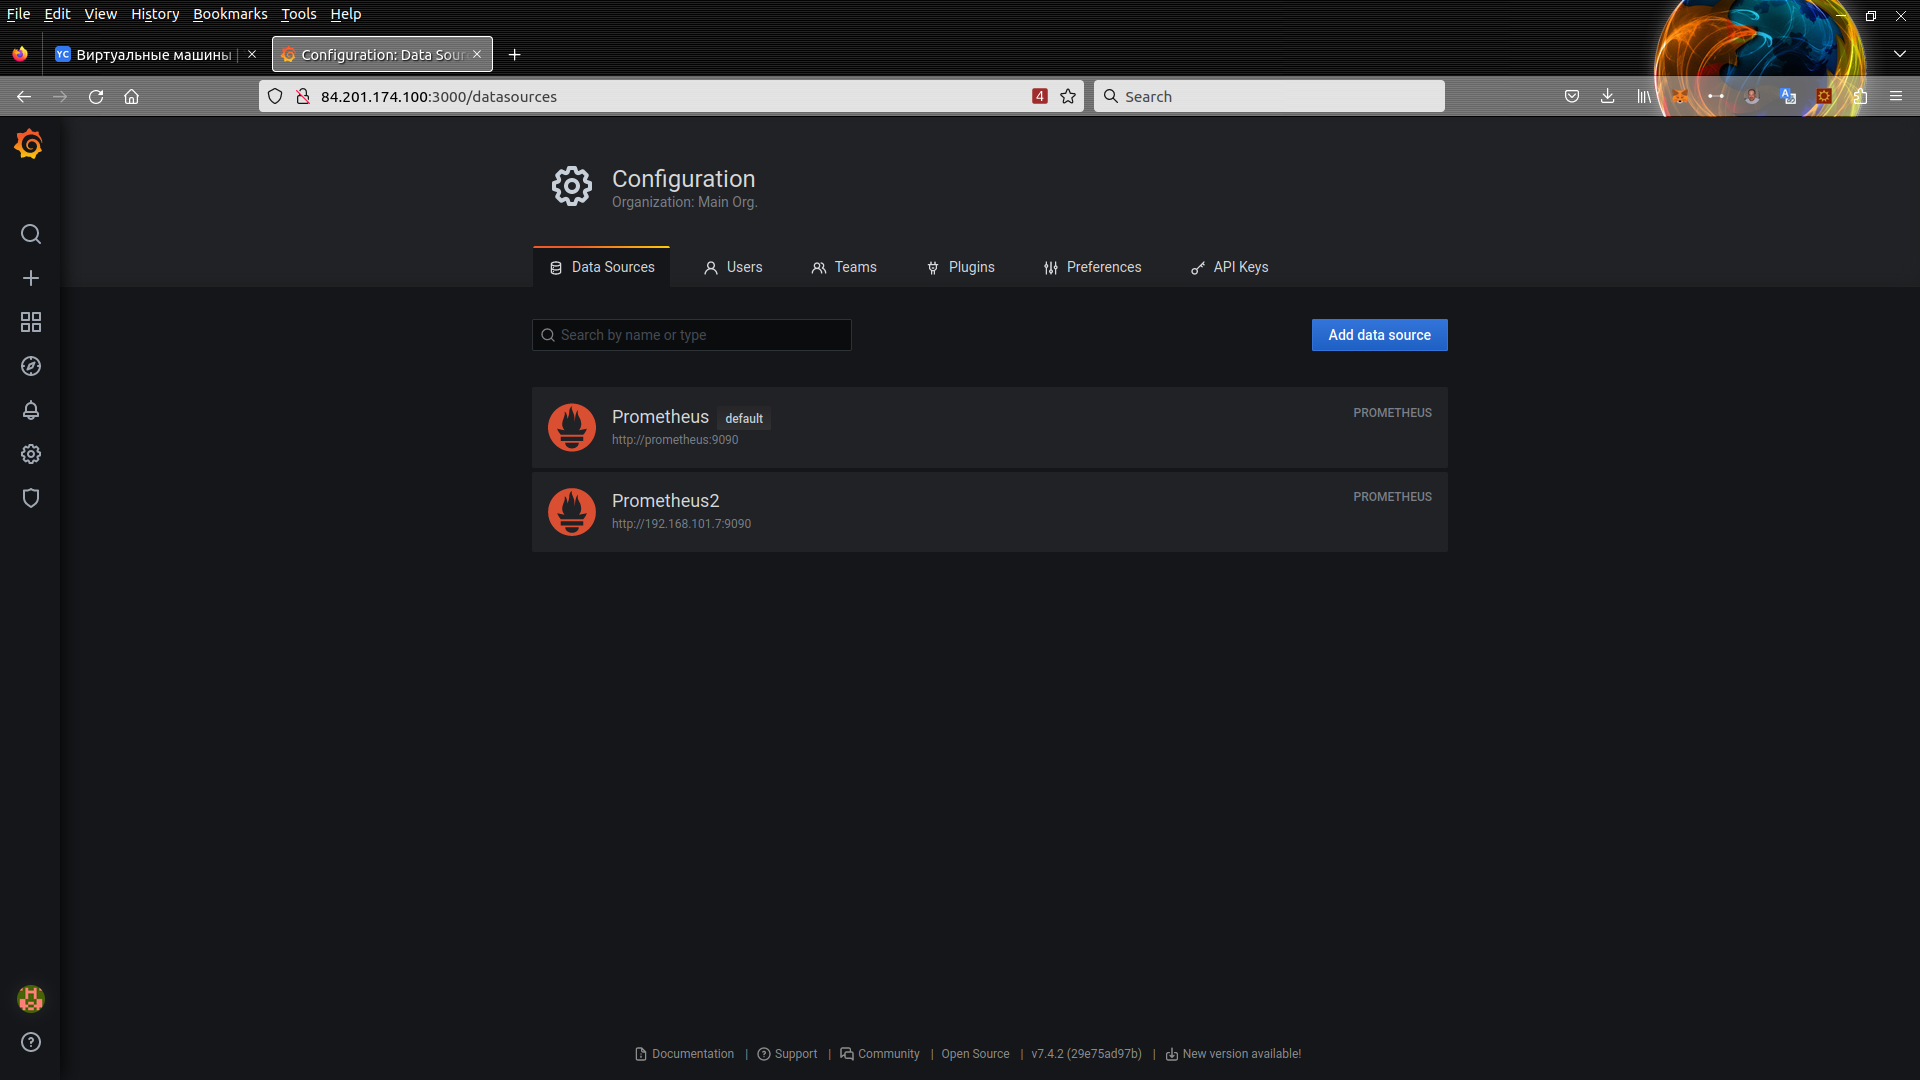 File Edit View History Bookmarks Tools Help
YC Виртуальные машины |
Configuration: Data Sour
84.201.174.100:3000/datasources
4
Search
Configuration
Organization: Main Org.
Data Sources
Users
Teams
Plugins
Preferences
API Keys
Search by name or type
Add data source
Prometheus default
PROMETHEUS
http://prometheus:9090
Prometheus2
PROMETHEUS
http://192.168.101.7:9090
Documentation | Support | Community | Open Source | v7.4.2 (29e75ad97b) | New version available!